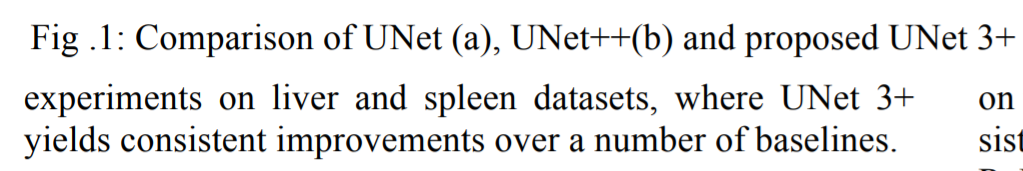 Fig .1: Comparison of UNet (a), UNet++(b) and proposed UNet 3+
experiments on liver and spleen datasets, where UNet 3+
yields consistent improvements over a number of baselines.
on